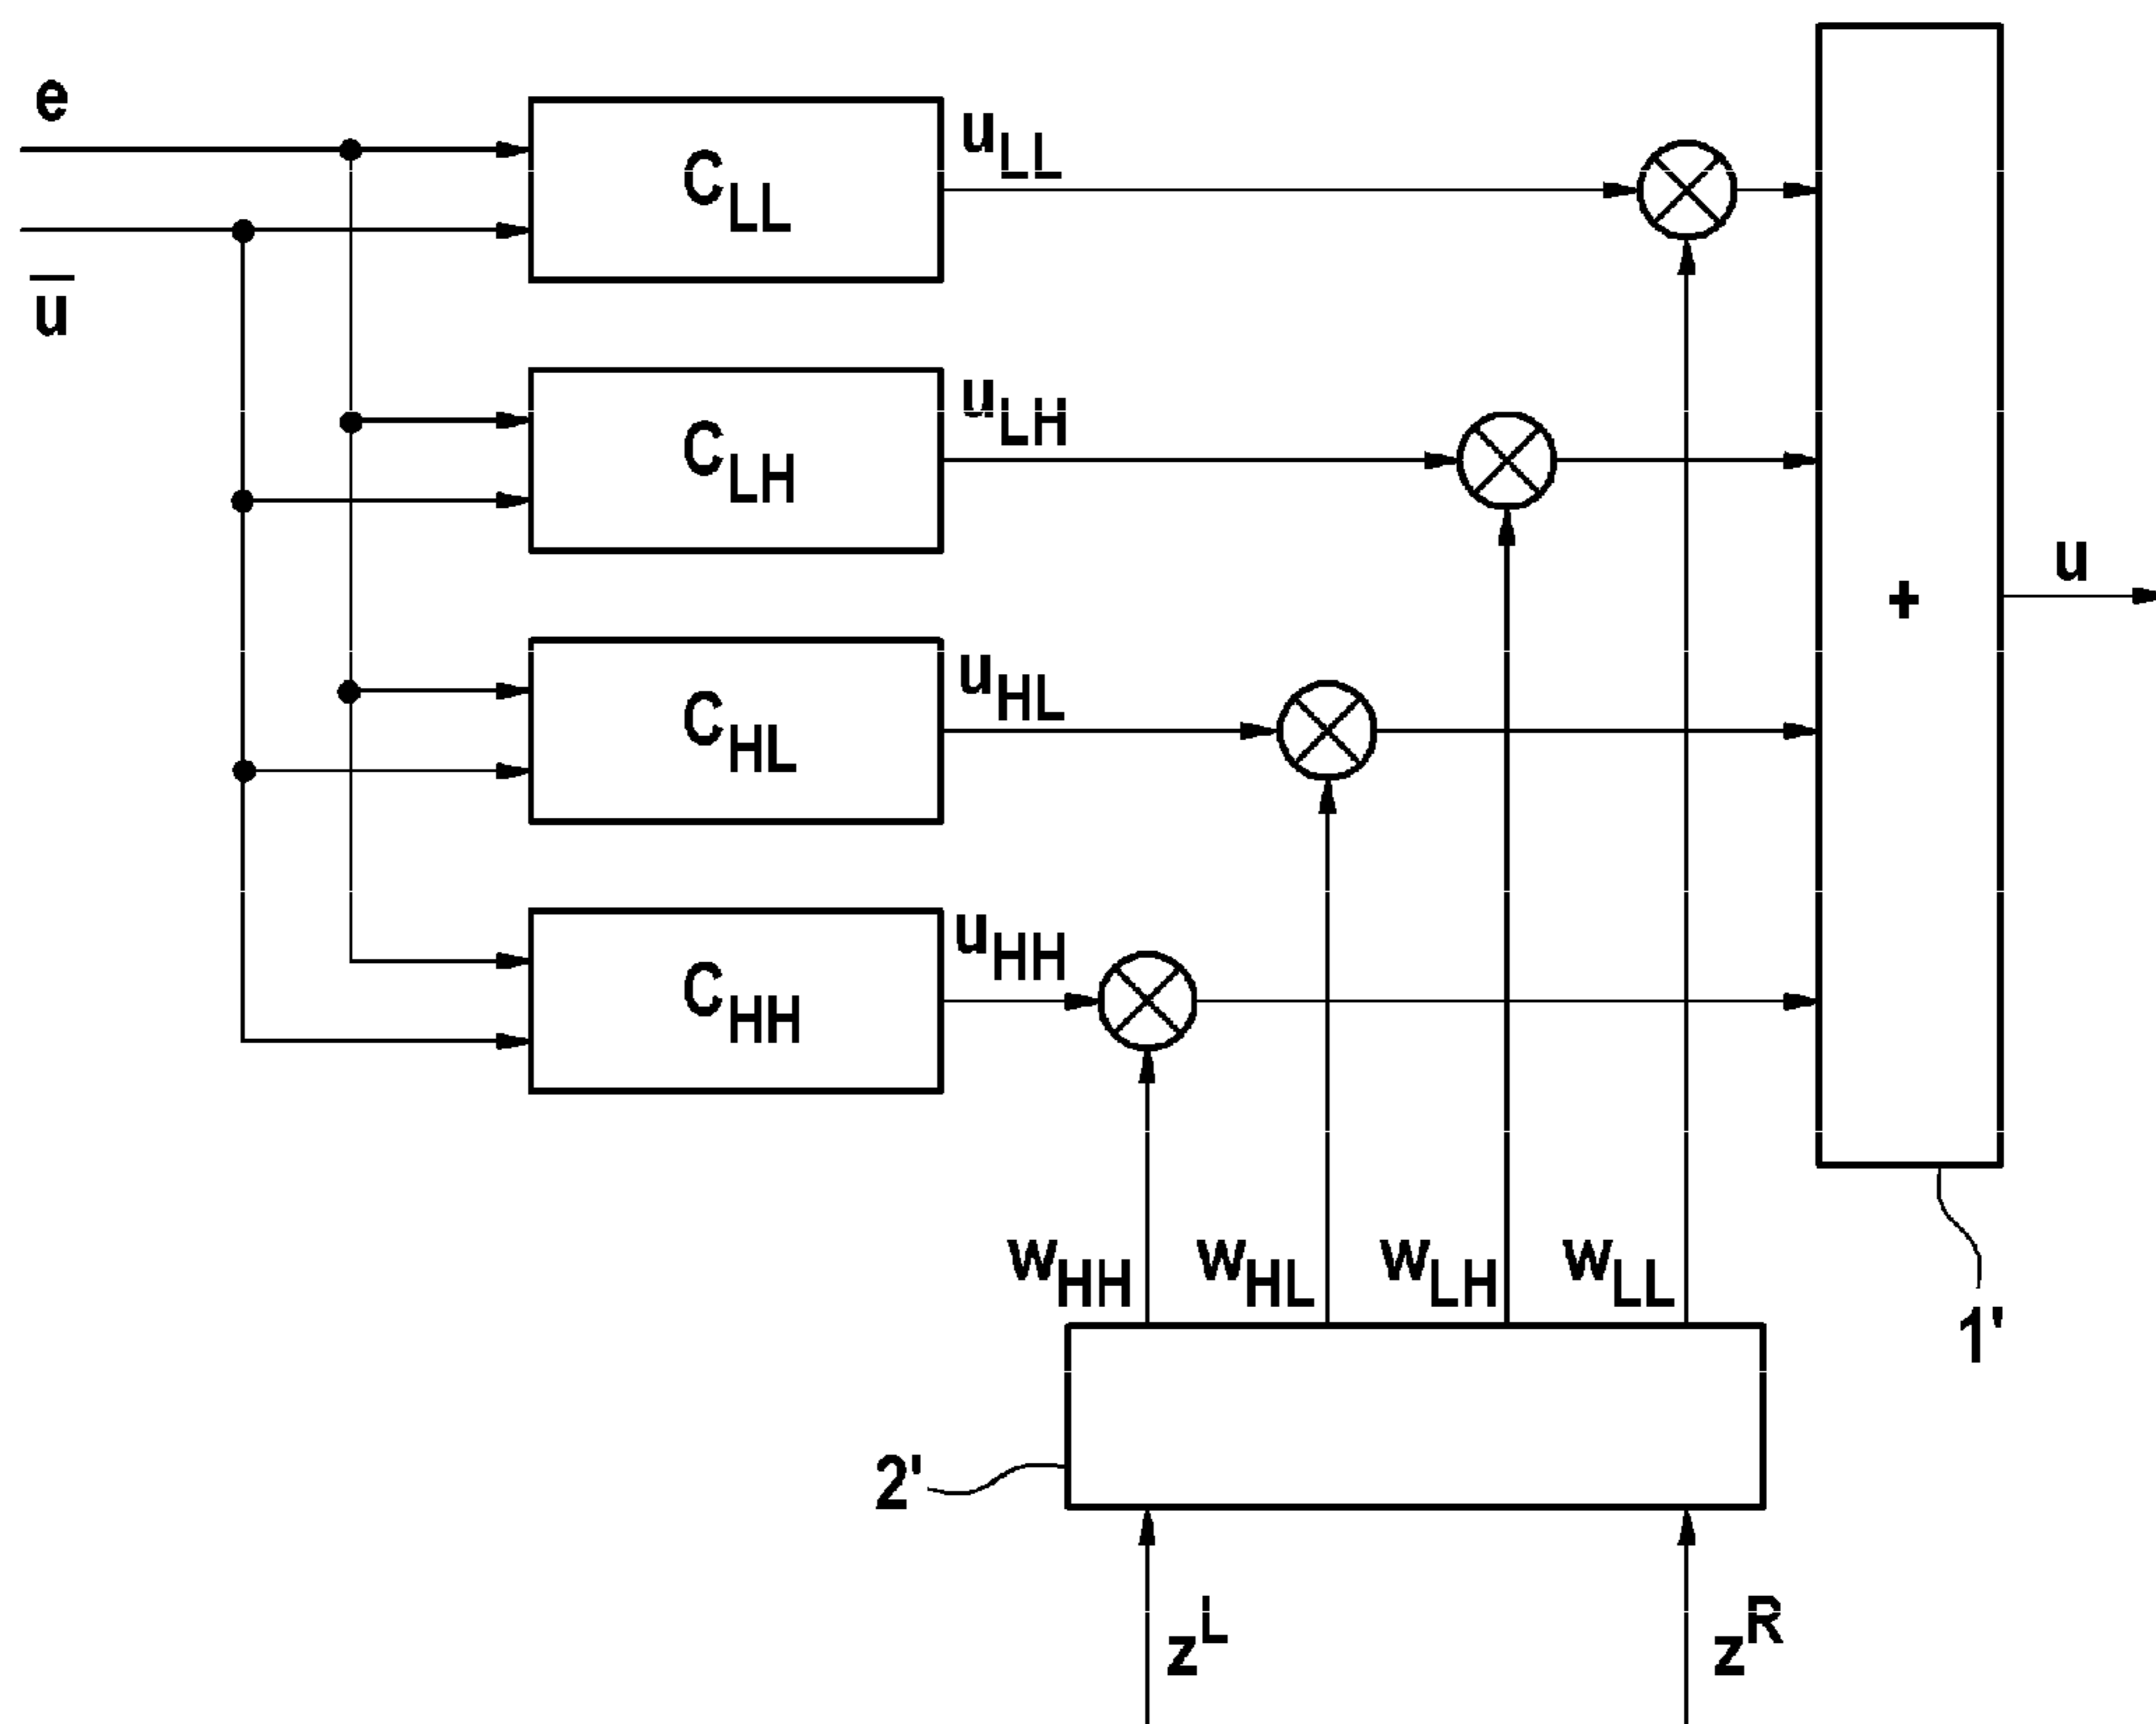 e
u̅
C_LL
u_LL
C_LH
u_LH
C_HL
u_HL
C_HH
u_HH
+
u
w_HH w_HL w_LH w_LL
1'
2'
z^L z^R